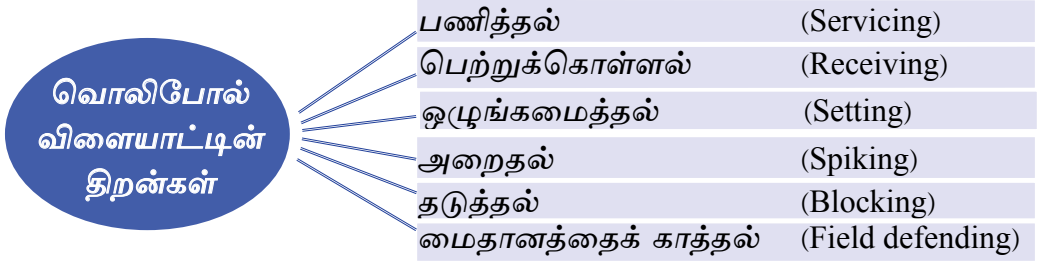 வொலிபோல்
விளையாட்டின்
திறன்கள்
பணித்தல் (Servicing)
பெற்றுக்கொள்ளல் (Receiving)
ஒழுங்கமைத்தல் (Setting)
அறைதல் (Spiking)
தடுத்தல் (Blocking)
மைதானத்தைக் காத்தல் (Field defending)